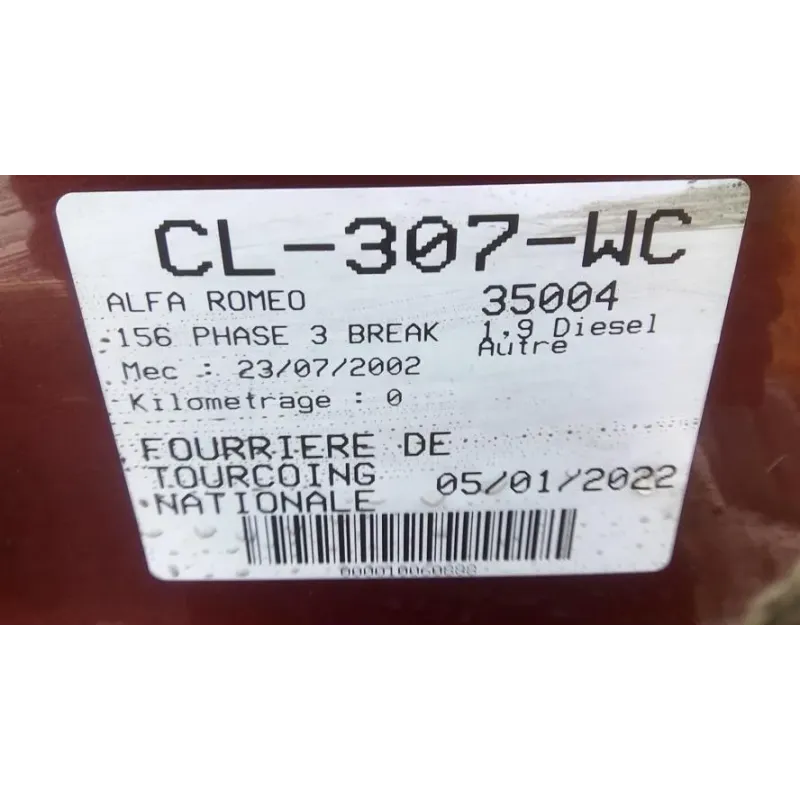 CL-307-WC
ALFA ROMEO 35004
156 PHASE 3 BREAK 1,9 Diesel
Autre
Mec : 23/07/2002
Kilometrage : 0
FOURRIERE DE
TOURCOING 05/01/2022
NATIONALE